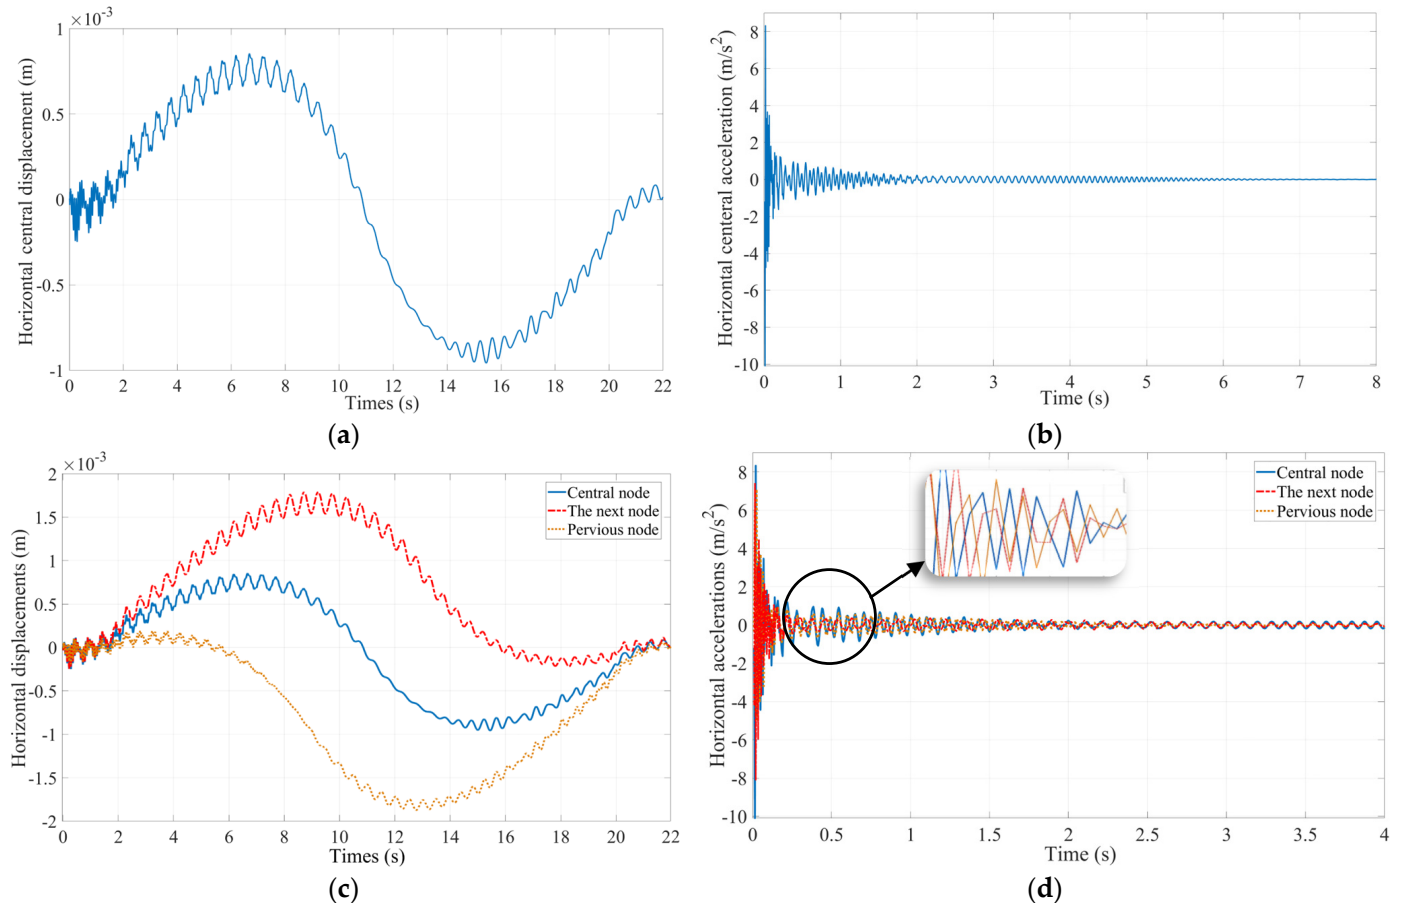 ×10⁻³
1
0.5
0
-0.5
-1
Horizontal central displacement (m)
0 2 4 6 8 10 12 14 16 18 20 22
Times (s)
(a)
8
6
4
2
0
-2
-4
-6
-8
-10
Horizontal centeral acceleration (m/s²)
0 1 2 3 4 5 6 7 8
Time (s)
(b)
×10⁻³
2
1.5
1
0.5
0
-0.5
-1
-1.5
-2
Horizontal displacements (m)
Central node
The next node
Pervious node
0 2 4 6 8 10 12 14 16 18 20 22
Times (s)
(c)
8
6
4
2
0
-2
-4
-6
-8
-10
Horizontal accelerations (m/s²)
Central node
The next node
Pervious node
0 0.5 1 1.5 2 2.5 3 3.5 4
Time (s)
(d)